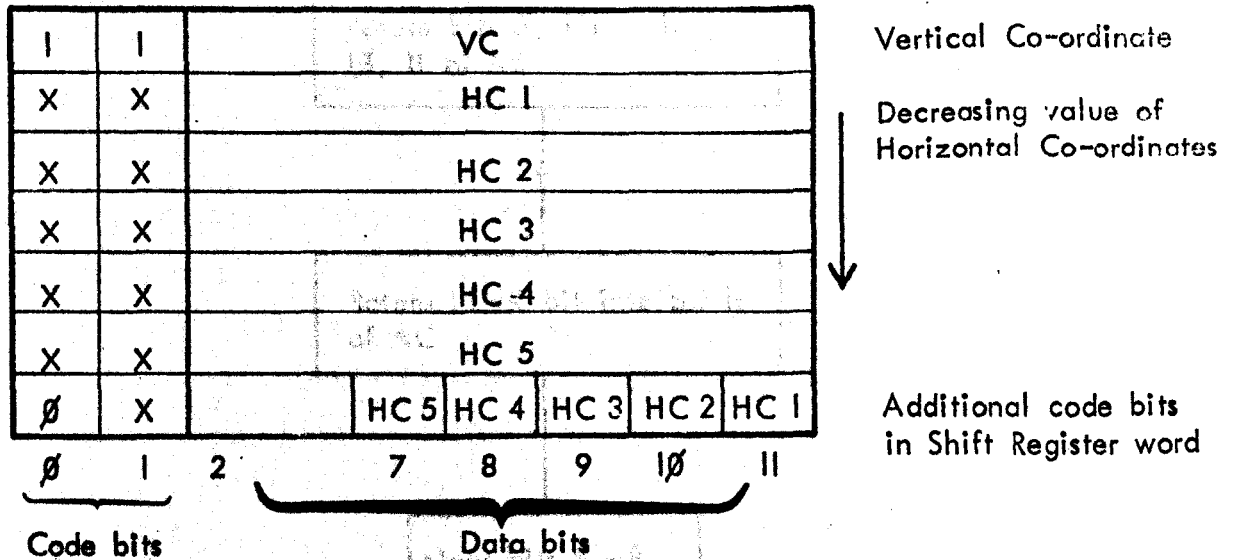 1 1 VC Vertical Co-ordinate
X X HC 1
Decreasing value of
Horizontal Co-ordinates
X X HC 2
X X HC 3
X X HC-4
X X HC 5
Ø X HC 5 HC 4 HC 3 HC 2 HC 1
Additional code bits
in Shift Register word
Ø 1 2 7 8 9 1Ø 11
Code bits Data bits